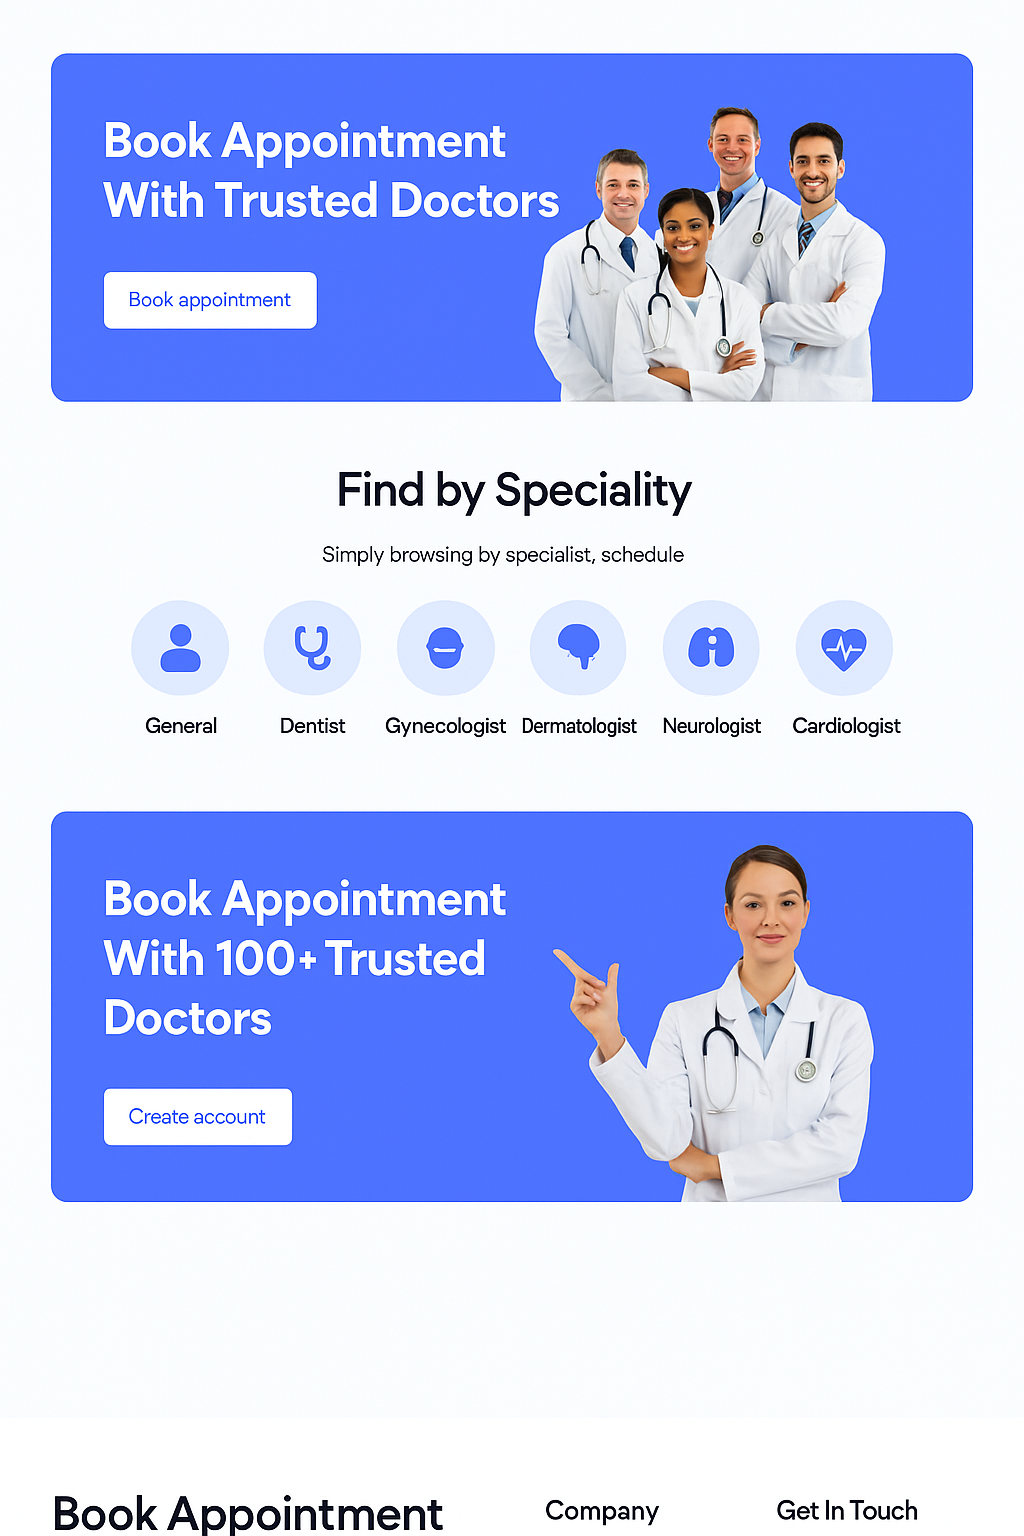 Book Appointment
With Trusted Doctors
Book appointment
Find by Speciality
Simply browsing by specialist, schedule
General
Dentist
Gynecologist
Dermatologist
Neurologist
Cardiologist
Book Appointment
With 100+ Trusted
Doctors
Create account
Book Appointment
Company
Get In Touch